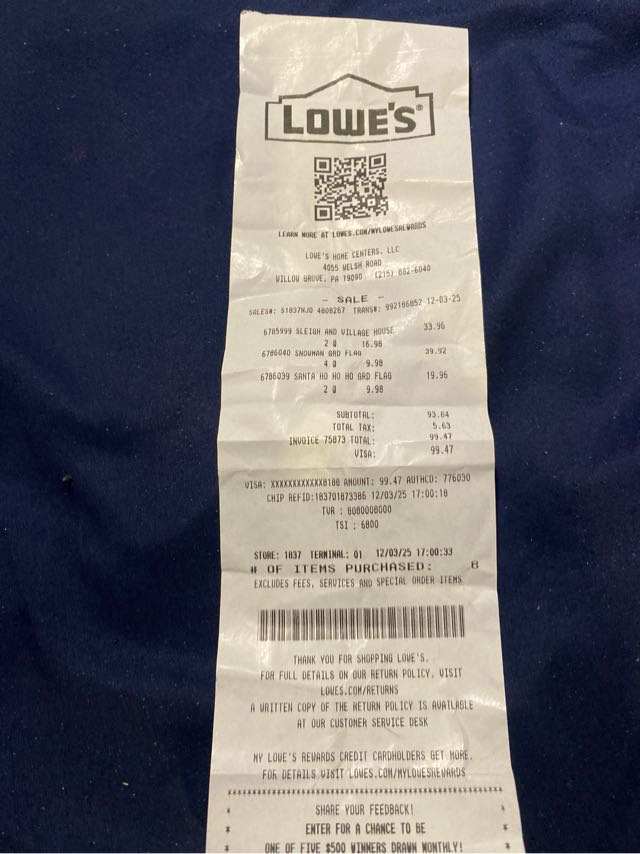 LOWE'S®
LEARN MORE AT LOWES.COM/MYLOWESREWARDS
LOWE'S HOME CENTERS, LLC
4055 WELSH ROAD
WILLOW GROVE, PA 19090 (215) 882-6040
- SALE -
SALES#: S1837NJ0 4808267 TRANS#: 992186852 12-03-25
6785999 SLEIGH AND VILLAGE HOUSE 33.96
2 @ 16.98
6786040 SNOWMAN GRD FLAG 39.92
4 @ 9.98
6786039 SANTA HO HO HO GRD FLAG 19.96
2 @ 9.98
SUBTOTAL: 93.84
TOTAL TAX: 5.63
INVOICE 75873 TOTAL: 99.47
VISA: 99.47
VISA: XXXXXXXXXXXX8188 AMOUNT: 99.47 AUTHCD: 776030
CHIP REFID:183701873386 12/03/25 17:00:18
TVR : 8080008000
TSI : 6800
STORE: 1837 TERMINAL: 01 12/03/25 17:00:33
# OF ITEMS PURCHASED: 8
EXCLUDES FEES, SERVICES AND SPECIAL ORDER ITEMS
THANK YOU FOR SHOPPING LOWE'S.
FOR FULL DETAILS ON OUR RETURN POLICY, VISIT
LOWES.COM/RETURNS
A WRITTEN COPY OF THE RETURN POLICY IS AVAILABLE
AT OUR CUSTOMER SERVICE DESK
MY LOWE'S REWARDS CREDIT CARDHOLDERS GET MORE.
FOR DETAILS VISIT LOWES.COM/MYLOWESREWARDS
***************************************************
* SHARE YOUR FEEDBACK! *
* ENTER FOR A CHANCE TO BE *
* ONE OF FIVE $500 WINNERS DRAWN MONTHLY! *